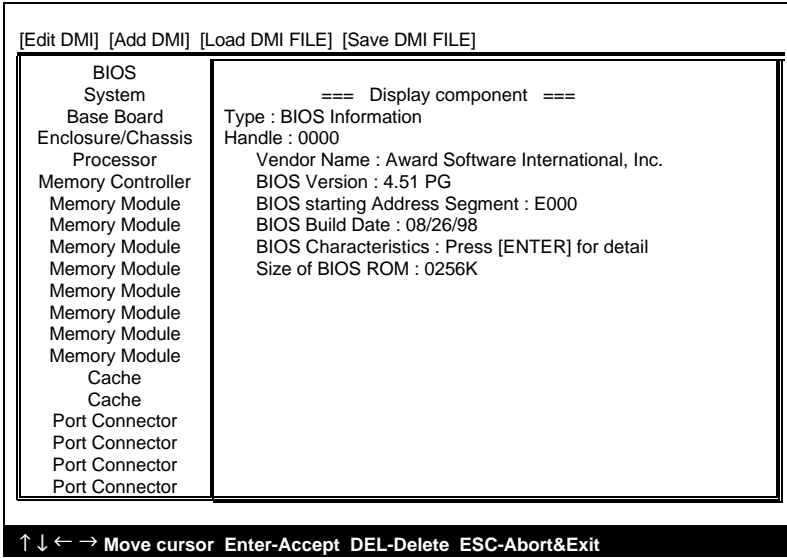 [Edit DMI] [Add DMI] [Load DMI FILE] [Save DMI FILE]
BIOS
System
Base Board
Enclosure/Chassis
Processor
Memory Controller
Memory Module
Memory Module
Memory Module
Memory Module
Memory Module
Memory Module
Memory Module
Memory Module
Cache
Cache
Port Connector
Port Connector
Port Connector
Port Connector
=== Display component ===
Type : BIOS Information
Handle : 0000
Vendor Name : Award Software International, Inc.
BIOS Version : 4.51 PG
BIOS starting Address Segment : E000
BIOS Build Date : 08/26/98
BIOS Characteristics : Press [ENTER] for detail
Size of BIOS ROM : 0256K
↑↓← → Move cursor Enter-Accept DEL-Delete ESC-Abort&Exit